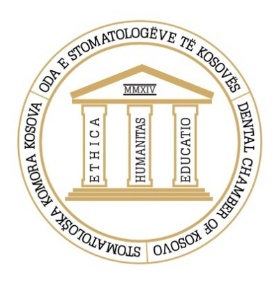 ODA E STOMATOLOGËVE TË KOSOVËS
DENTAL CHAMBER OF KOSOVO
STOMATOLOŠKA KOMORA KOSOVA
MMXIV
ETHICA
HUMANITAS
EDUCATIO